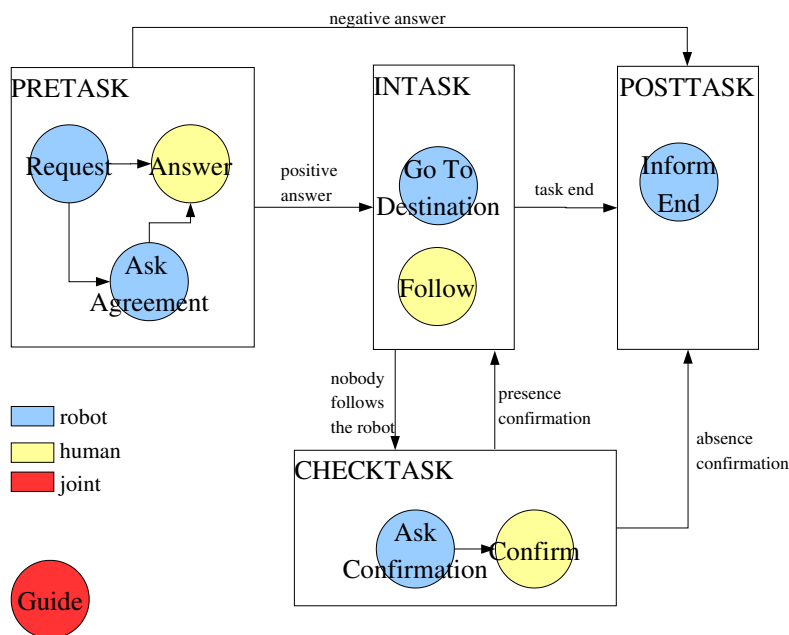 negative answer
PRETASK
INTASK
POSTTASK
Request
Answer
Ask
Agreement
positive
answer
Go To
Destination
Follow
task end
Inform
End
nobody
follows
the robot
presence
confirmation
absence
confirmation
robot
human
joint
CHECKTASK
Ask
Confirmation
Confirm
Guide